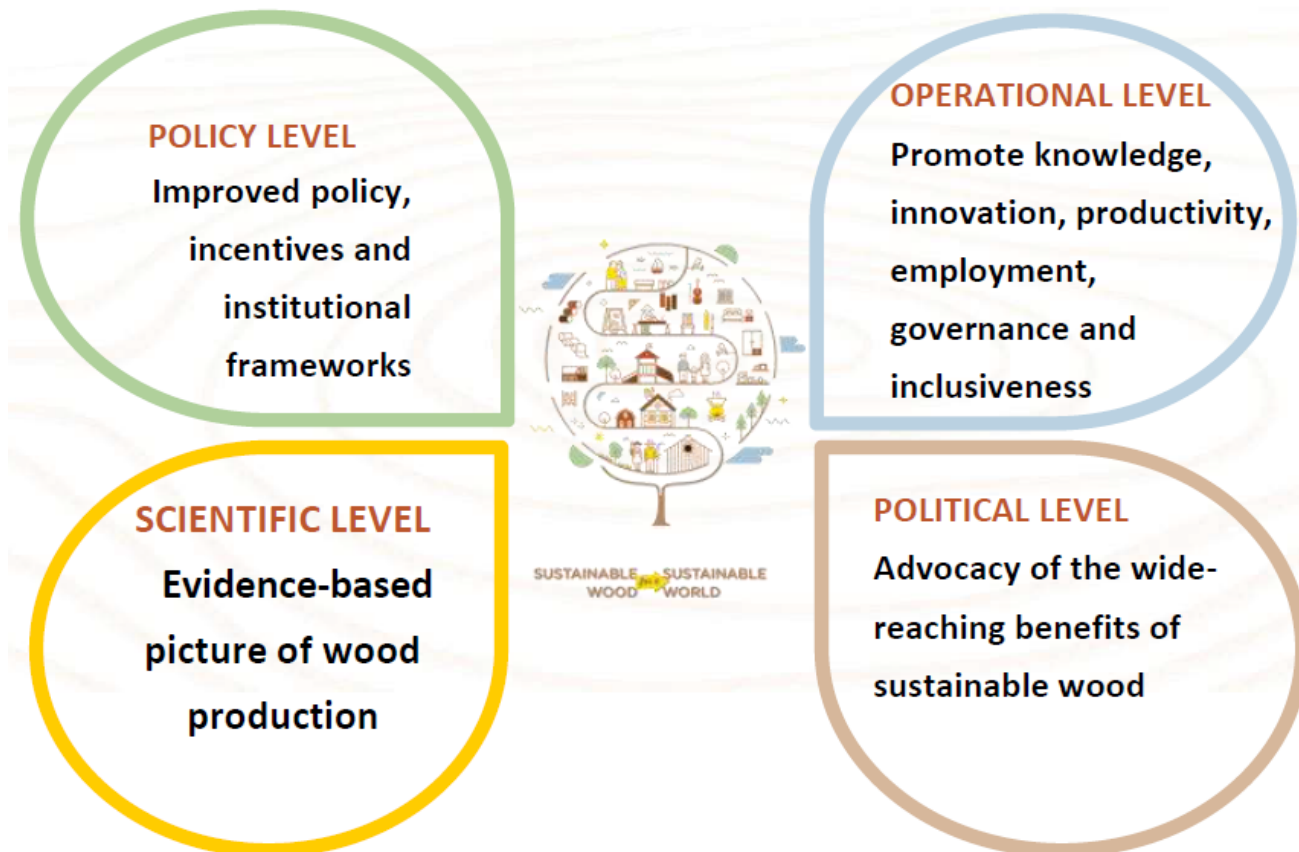 POLICY LEVEL
Improved policy,
incentives and
institutional
frameworks
OPERATIONAL LEVEL
Promote knowledge,
innovation, productivity,
employment,
governance and
inclusiveness
SCIENTIFIC LEVEL
Evidence-based
picture of wood
production
SUSTAINABLE for a SUSTAINABLE
WOOD WORLD
POLITICAL LEVEL
Advocacy of the wide-
reaching benefits of
sustainable wood